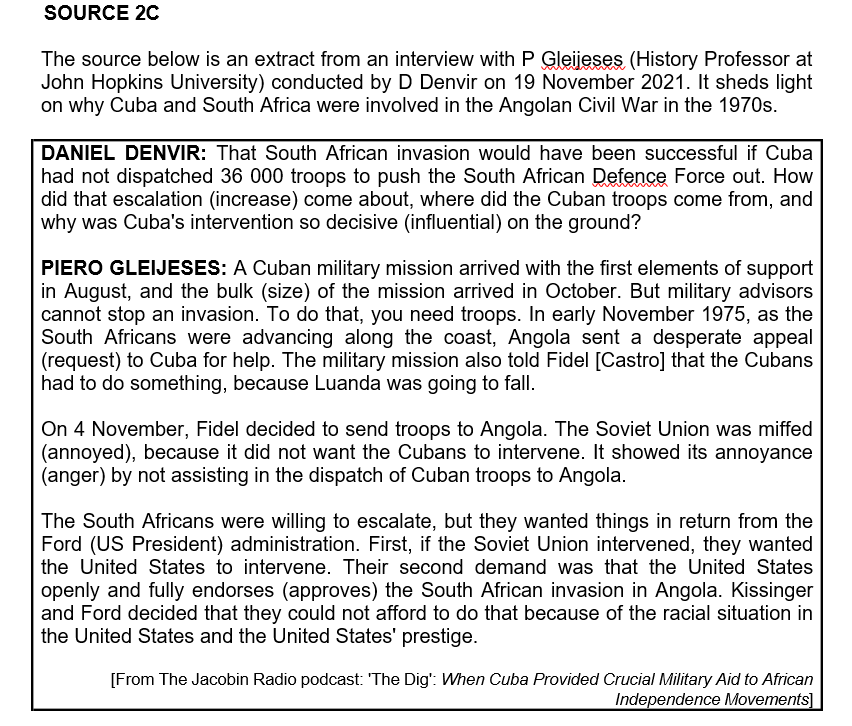 SOURCE 2C
The source below is an extract from an interview with P Gleijeses (History Professor at
John Hopkins University) conducted by D Denvir on 19 November 2021. It sheds light
on why Cuba and South Africa were involved in the Angolan Civil War in the 1970s.
DANIEL DENVIR: That South African invasion would have been successful if Cuba
had not dispatched 36 000 troops to push the South African Defence Force out. How
did that escalation (increase) come about, where did the Cuban troops come from, and
why was Cuba's intervention so decisive (influential) on the ground?
PIERO GLEIJESES: A Cuban military mission arrived with the first elements of support
in August, and the bulk (size) of the mission arrived in October. But military advisors
cannot stop an invasion. To do that, you need troops. In early November 1975, as the
South Africans were advancing along the coast, Angola sent a desperate appeal
(request) to Cuba for help. The military mission also told Fidel [Castro] that the Cubans
had to do something, because Luanda was going to fall.
On 4 November, Fidel decided to send troops to Angola. The Soviet Union was miffed
(annoyed), because it did not want the Cubans to intervene. It showed its annoyance
(anger) by not assisting in the dispatch of Cuban troops to Angola.
The South Africans were willing to escalate, but they wanted things in return from the
Ford (US President) administration. First, if the Soviet Union intervened, they wanted
the United States to intervene. Their second demand was that the United States
openly and fully endorses (approves) the South African invasion in Angola. Kissinger
and Ford decided that they could not afford to do that because of the racial situation in
the United States and the United States' prestige.
[From The Jacobin Radio podcast: 'The Dig': When Cuba Provided Crucial Military Aid to African
Independence Movements]